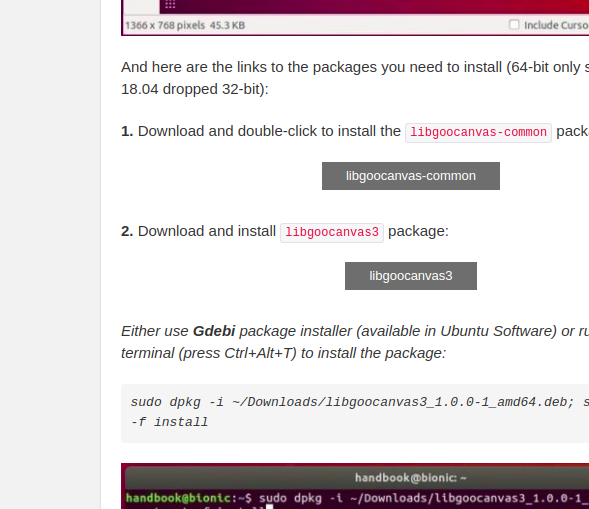 1366 x 768 pixels 45.3 KB Include Curso
And here are the links to the packages you need to install (64-bit only s
18.04 dropped 32-bit):
1. Download and double-click to install the libgoocanvas-common pack
libgoocanvas-common
2. Download and install libgoocanvas3 package:
libgoocanvas3
Either use Gdebi package installer (available in Ubuntu Software) or ru
terminal (press Ctrl+Alt+T) to install the package:
sudo dpkg -i ~/Downloads/libgoocanvas3_1.0.0-1_amd64.deb; s
-f install
handbook@bionic: ~
handbook@bionic:~$ sudo dpkg -i ~/Downloads/libgoocanvas3_1.0.0-1_